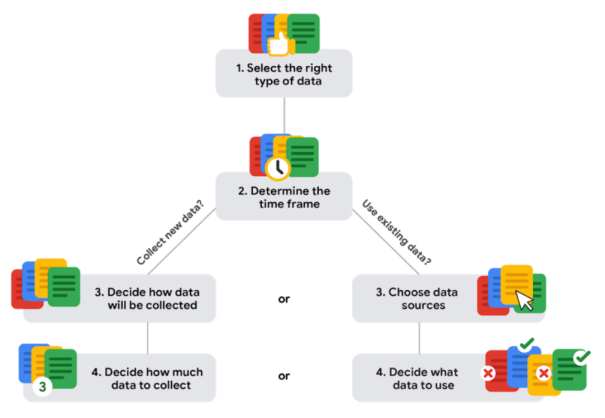 1. Select the right
type of data
2. Determine the
time frame
Collect new data?
Use existing data?
3. Decide how data
will be collected
or
3. Choose data
sources
4. Decide how much
data to collect
or
4. Decide what
data to use
3